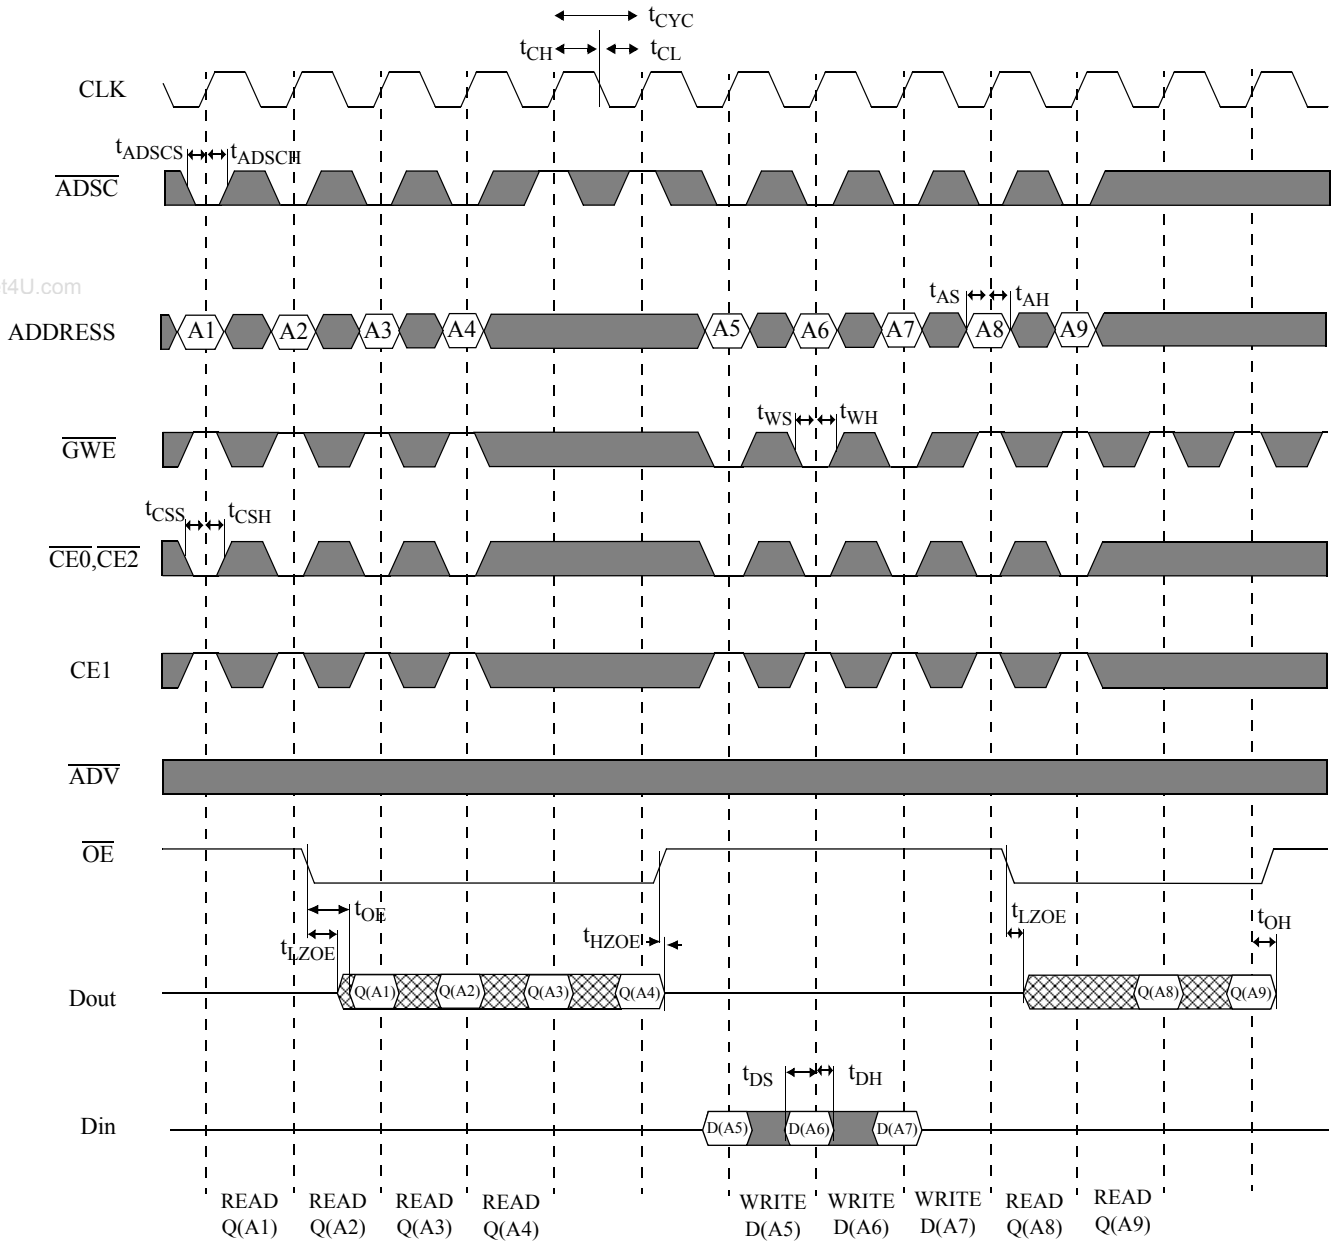 tCYC
tCH tCL
CLK
tADSCS tADSCH
ADSC
t4U.com
tAS tAH
ADDRESS A1 A2 A3 A4 A5 A6 A7 A8 A9
tWS tWH
GWE
tCSS tCSH
CE0,CE2
CE1
ADV
OE
tOE tLZOE tOH
tLZOE tHZOE
Dout Q(A1) Q(A2) Q(A3) Q(A4) Q(A8) Q(A9)
tDS tDH
Din D(A5) D(A6) D(A7)
READ READ READ READ WRITE WRITE WRITE READ READ
Q(A1) Q(A2) Q(A3) Q(A4) D(A5) D(A6) D(A7) Q(A8) Q(A9)